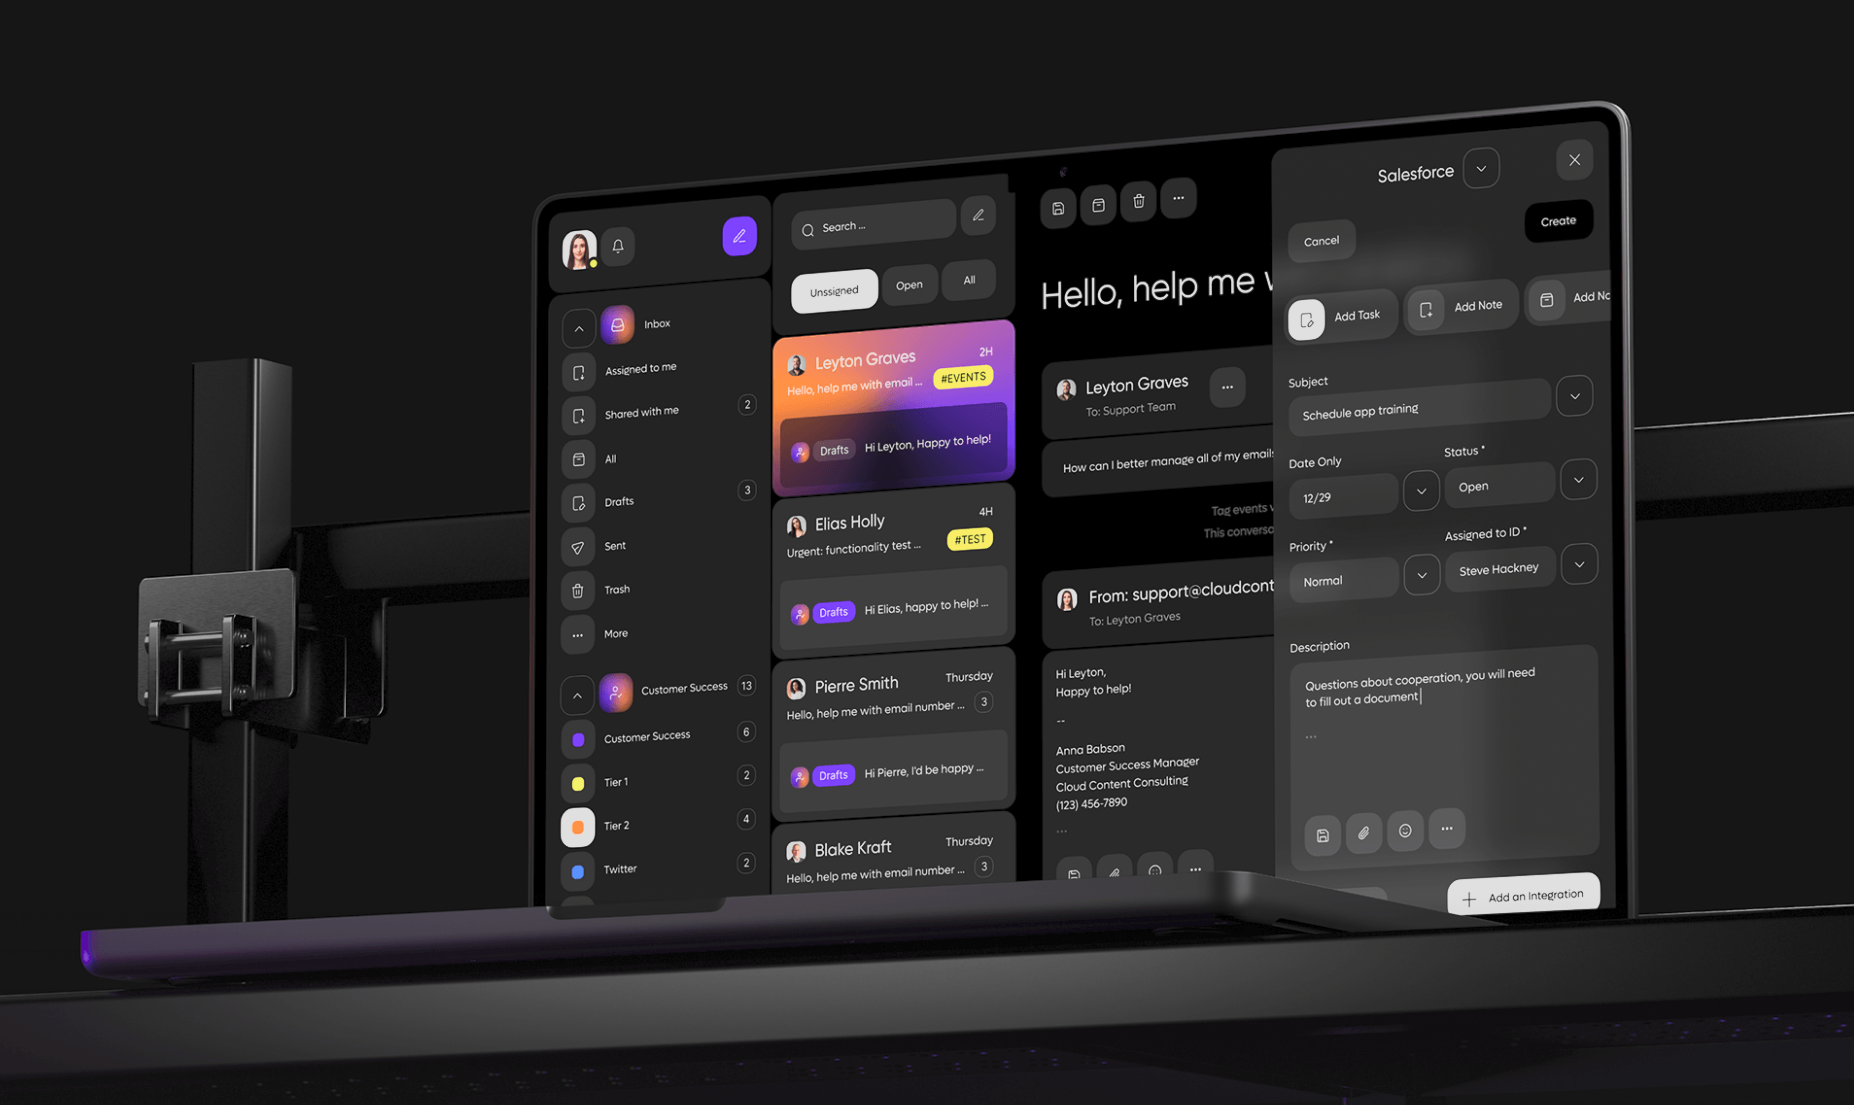 Inbox
Assigned to me
Shared with me
2
All
Drafts
3
Sent
Trash
More
Customer Success
13
Customer Success
6
Tier 1
2
Tier 2
4
Twitter
2
Search ...
Unssigned
Open
All
Leyton Graves
2H
Hello, help me with email ...
#EVENTS
Drafts
Hi Leyton, Happy to help!
Elias Holly
4H
Urgent: functionality test ...
#TEST
Drafts
Hi Elias, happy to help! ...
Pierre Smith
Thursday
Hello, help me with email number ...
3
Drafts
Hi Pierre, I'd be happy ...
Blake Kraft
Thursday
Hello, help me with email number ...
3
Hello, help me
Leyton Graves
To: Support Team
How can I better manage all of my emails
Tag events
This conversa
From: support@cloudcont
To: Leyton Graves
Hi Leyton,
Happy to help!
--
Anna Babson
Customer Success Manager
Cloud Content Consulting
(123) 456-7890
...
Salesforce
Cancel
Create
Add Task
Add Note
Add No
Subject
Schedule app training
Date Only
12/29
Status *
Open
Priority *
Normal
Assigned to ID *
Steve Hackney
Description
Questions about cooperation, you will need
to fill out a document
...
Add an Integration